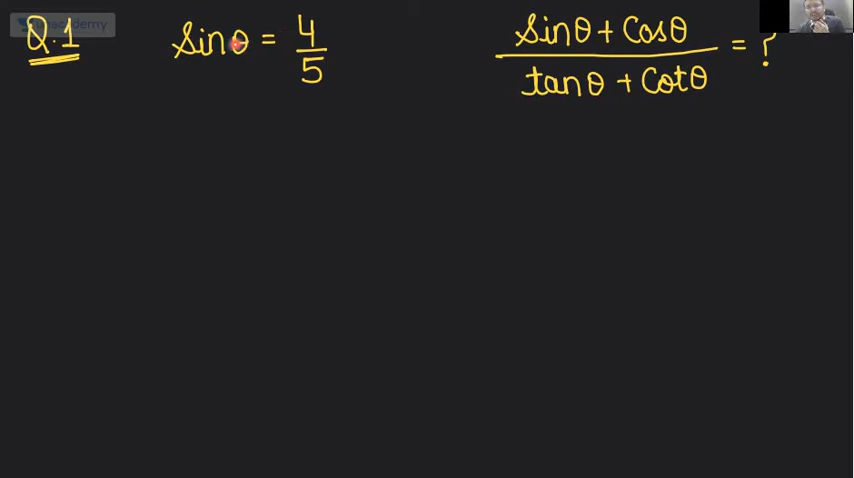 Q.1 Sinθ = 4/5 (Sinθ + Cosθ)/(tanθ + Cotθ) = ?